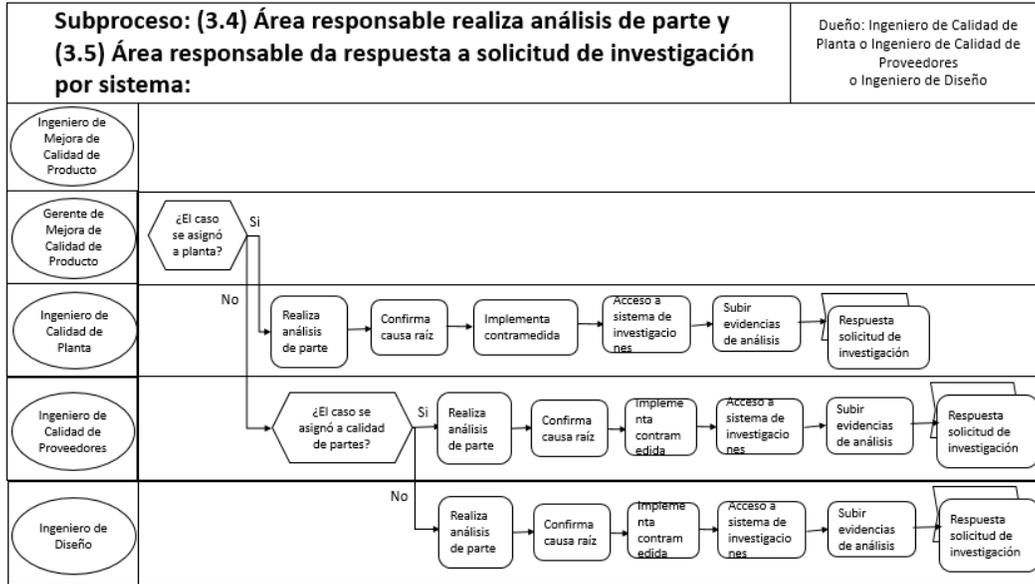 Subproceso: (3.4) Área responsable realiza análisis de parte y
(3.5) Área responsable da respuesta a solicitud de investigación
por sistema:
Dueño: Ingeniero de Calidad de
Planta o Ingeniero de Calidad de
Proveedores
o Ingeniero de Diseño
Ingeniero de
Mejora de
Calidad de
Producto
Gerente de
Mejora de
Calidad de
Producto
¿El caso
se asignó
a planta?
Si
No
Ingeniero de
Calidad de
Planta
Realiza
análisis
de parte
Confirma
causa raíz
Implementa
contramedida
Acceso a
sistema de
investigacio
nes
Subir
evidencias
de análisis
Respuesta
solicitud de
investigación
Ingeniero de
Calidad de
Proveedores
¿El caso se
asignó a calidad
de partes?
Si
No
Realiza
análisis
de parte
Confirma
causa raíz
Impleme
nta
contram
edida
Acceso a
sistema de
investigacio
nes
Subir
evidencias
de análisis
Respuesta
solicitud de
investigación
Ingeniero de
Diseño
Realiza
análisis
de parte
Confirma
causa raíz
Impleme
nta
contram
edida
Acceso a
sistema de
investigacio
nes
Subir
evidencias
de análisis
Respuesta
solicitud de
investigación